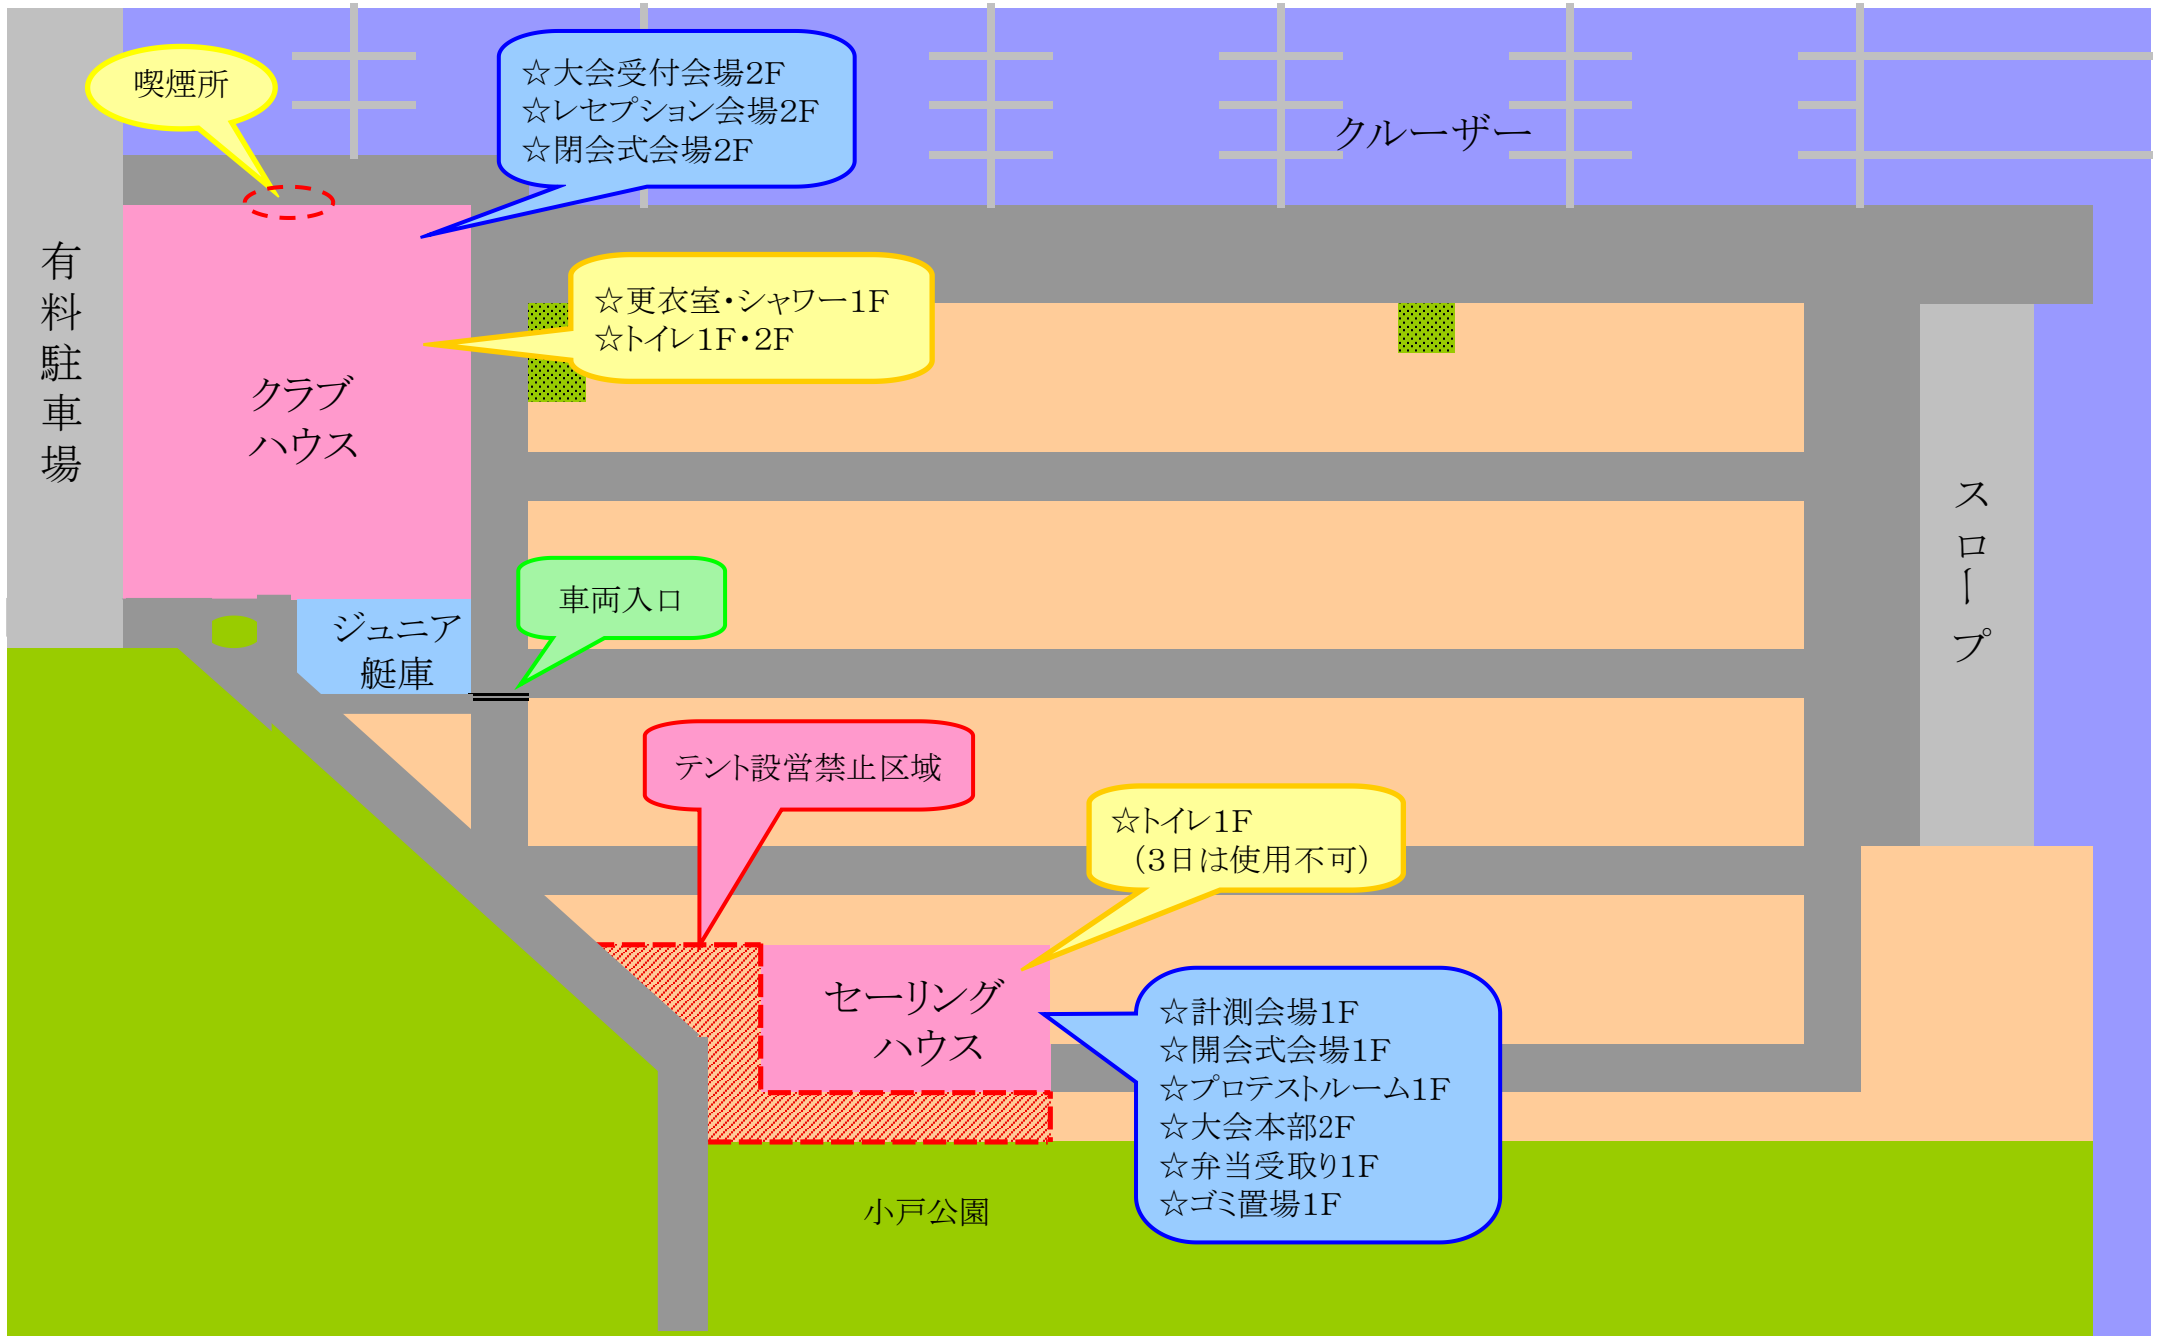 喫煙所
☆大会受付会場2F
☆レセプション会場2F
☆閉会式会場2F
クルーザー
有料駐車場
☆更衣室・シャワー1F
☆トイレ1F・2F
クラブ
ハウス
スロープ
車両入口
ジュニア
艇庫
テント設営禁止区域
☆トイレ1F
（3日は使用不可）
セーリング
ハウス
☆計測会場1F
☆開会式会場1F
☆プロテストルーム1F
☆大会本部2F
☆弁当受取り1F
☆ゴミ置場1F
小戸公園